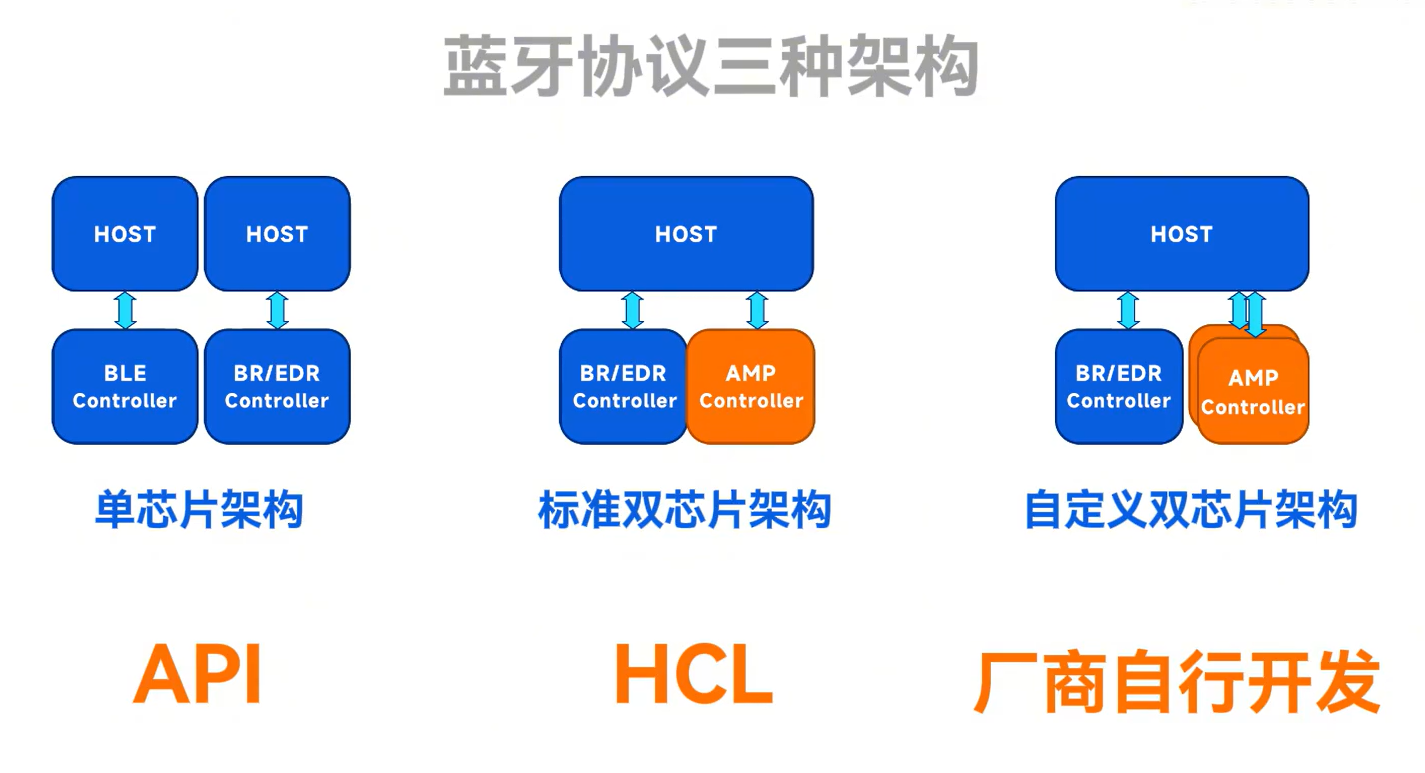 蓝牙协议三种架构
HOST
HOST
HOST
HOST
BLE
Controller
BR/EDR
Controller
BR/EDR
Controller
AMP
Controller
BR/EDR
Controller
AMP
Controller
单芯片架构
标准双芯片架构
自定义双芯片架构
API
HCL
厂商自行开发